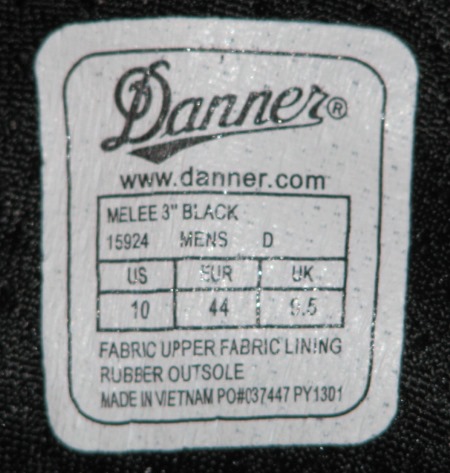 Danner®
www.danner.com
MELEE 3" BLACK
15924 MENS D
US EUR UK
10 44 9.5
FABRIC UPPER FABRIC LINING
RUBBER OUTSOLE
MADE IN VIETNAM PO#037447 PY1301